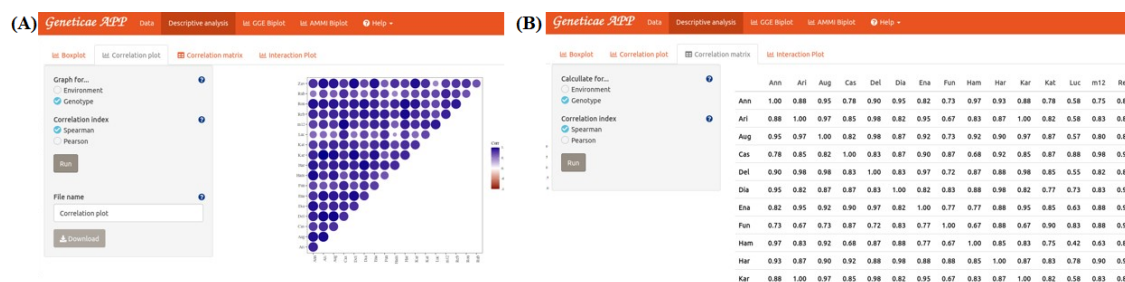 (A)
Geneticae APP Data Descriptive analysis GGE Biplot AMMI Biplot Help
Boxplot Correlation plot Correlation matrix Interaction Plot
Graph for...
Environment
Genotype
Correlation index
Spearman
Pearson
Run
File name
Correlation plot
Download
(B)
Geneticae APP Data Descriptive analysis GGE Biplot AMMI Biplot Help
Boxplot Correlation plot Correlation matrix Interaction Plot
Calcullate for...
Environment
Genotype
Correlation index
Spearman
Pearson
Run
Ann Ari Aug Cas Del Dia Ena Fun Ham Har Kar Kat Luc m12
Ann 1.00 0.88 0.95 0.78 0.90 0.95 0.82 0.73 0.97 0.93 0.88 0.78 0.58 0.75
Ari 0.88 1.00 0.97 0.85 0.98 0.82 0.95 0.67 0.83 0.87 1.00 0.82 0.58 0.83
Aug 0.95 0.97 1.00 0.82 0.98 0.87 0.92 0.73 0.92 0.90 0.97 0.87 0.57 0.80
Cas 0.78 0.85 0.82 1.00 0.83 0.87 0.90 0.87 0.68 0.92 0.85 0.87 0.88 0.98
Del 0.90 0.98 0.98 0.83 1.00 0.83 0.97 0.72 0.87 0.88 0.98 0.85 0.55 0.82
Dia 0.95 0.82 0.87 0.87 0.83 1.00 0.82 0.83 0.88 0.98 0.82 0.77 0.73 0.83
Ena 0.82 0.95 0.92 0.90 0.97 0.82 1.00 0.77 0.77 0.88 0.95 0.85 0.63 0.88
Fun 0.73 0.67 0.73 0.87 0.72 0.83 0.77 1.00 0.67 0.88 0.67 0.90 0.83 0.88
Ham 0.97 0.83 0.92 0.68 0.87 0.88 0.77 0.67 1.00 0.85 0.83 0.75 0.42 0.63
Har 0.93 0.87 0.90 0.92 0.88 0.98 0.88 0.88 0.85 1.00 0.87 0.83 0.78 0.90
Kar 0.88 1.00 0.97 0.85 0.98 0.82 0.95 0.67 0.83 0.87 1.00 0.82 0.58 0.83